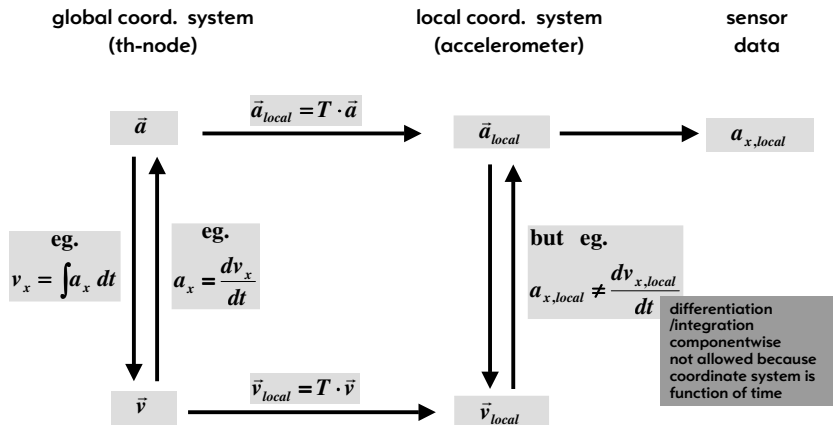 global coord. system
(th-node)
local coord. system
(accelerometer)
sensor
data
a⃗
a⃗_local = T · a⃗
a⃗_local
a_x,local
eg.
v_x = ∫a_x dt
eg.
a_x = dv_x/dt
but eg.
a_x,local ≠ dv_x,local/dt
differentiation
/integration
componentwise
not allowed because
coordinate system is
function of time
v⃗
v⃗_local = T · v⃗
v⃗_local